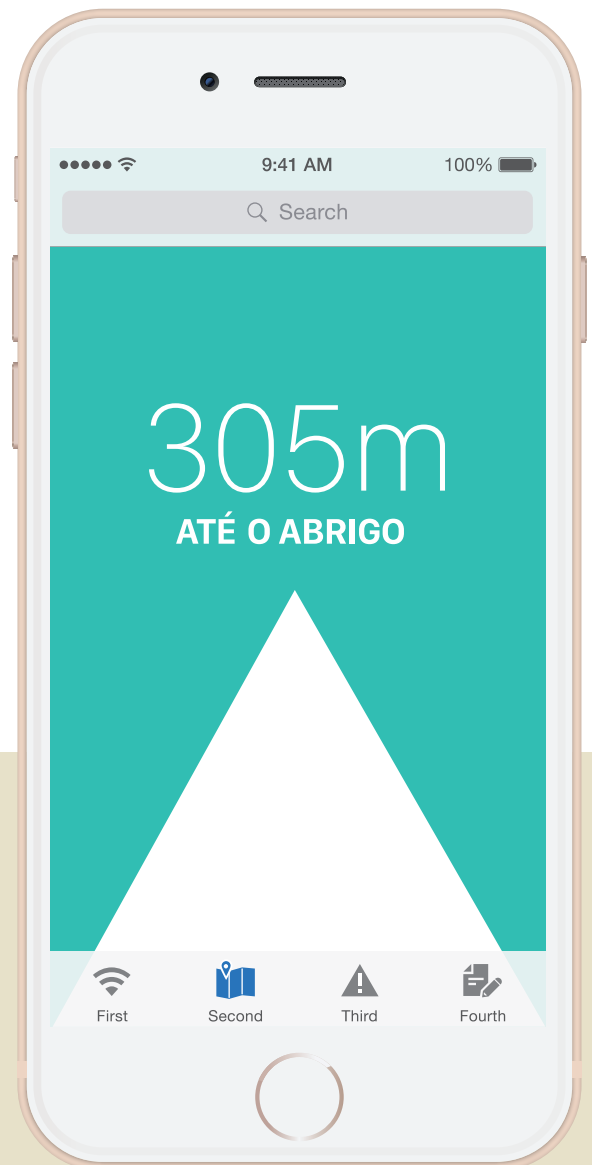 9:41 AM
100%
Search
305m
ATÉ O ABRIGO
First
Second
Third
Fourth